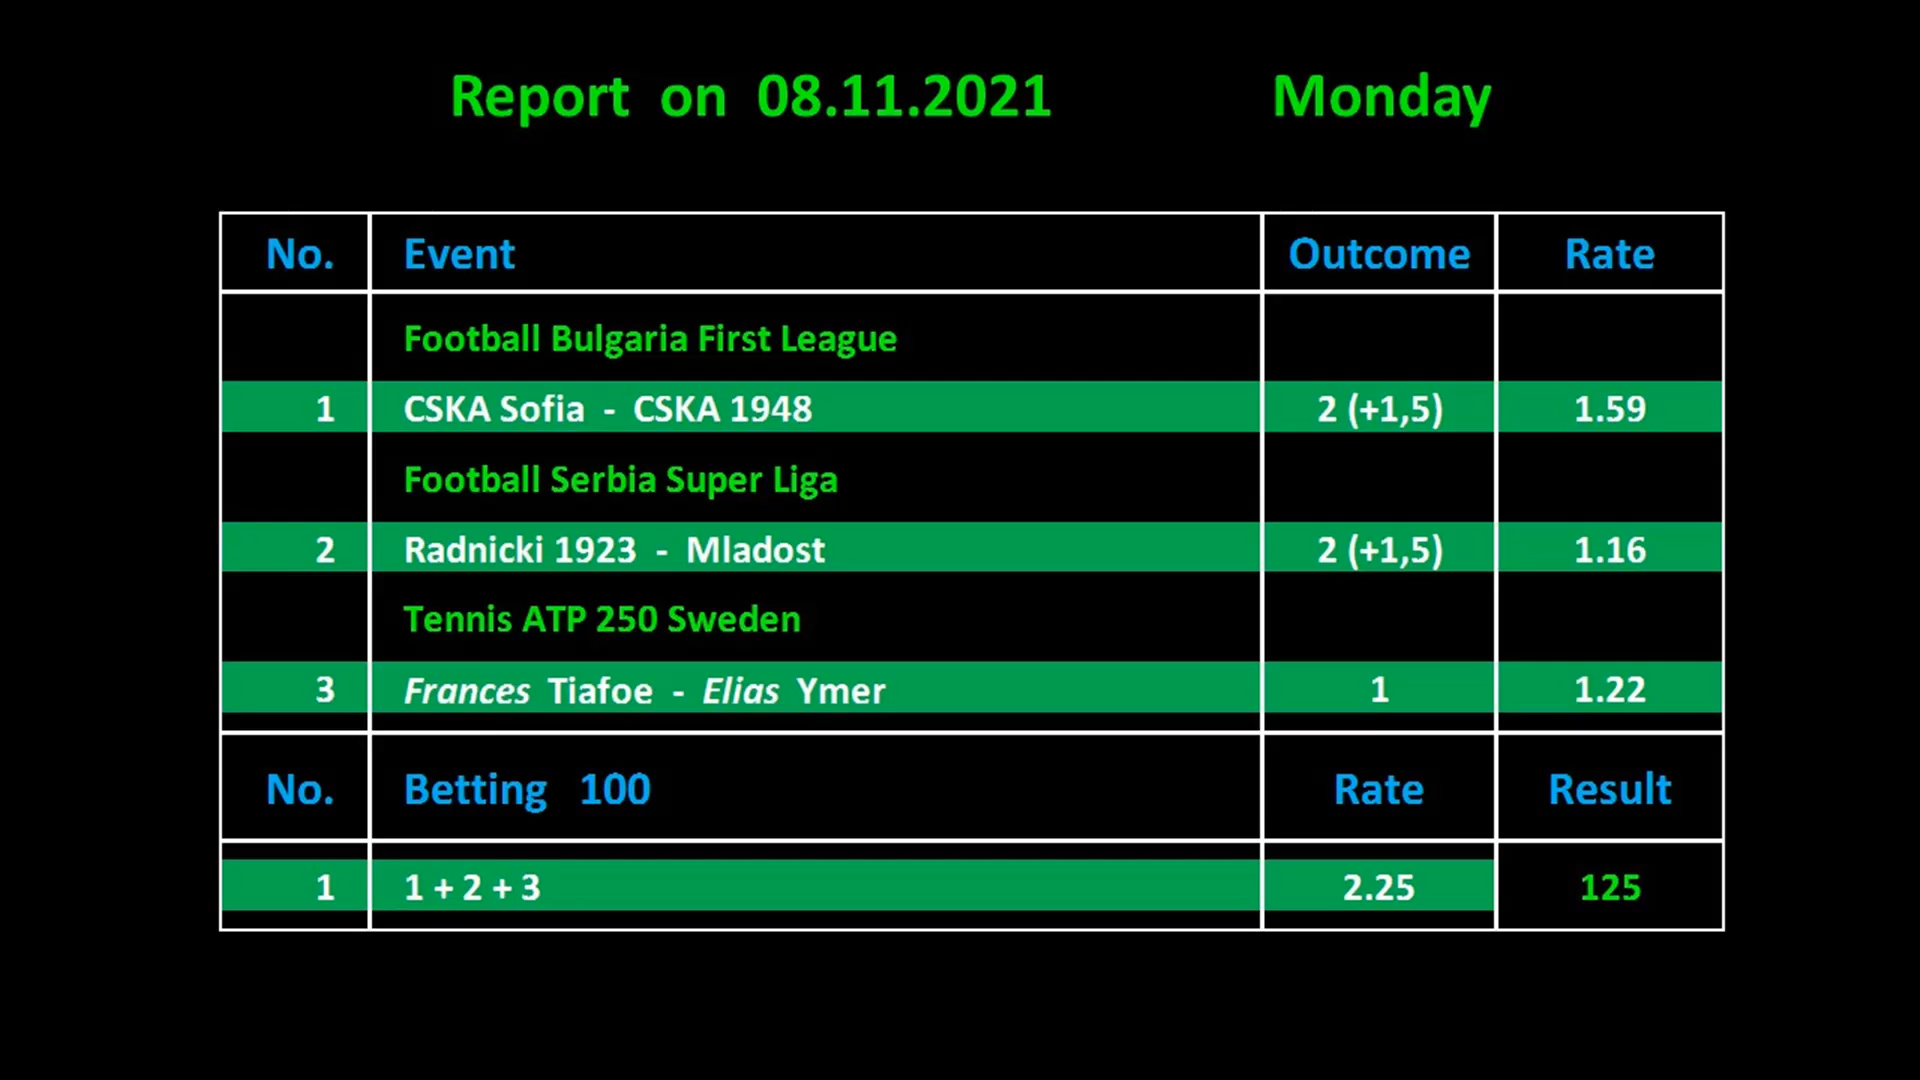 Report on 08.11.2021 Monday
No. Event Outcome Rate
Football Bulgaria First League
1 CSKA Sofia - CSKA 1948 2 (+1,5) 1.59
Football Serbia Super Liga
2 Radnicki 1923 - Mladost 2 (+1,5) 1.16
Tennis ATP 250 Sweden
3 Frances Tiafoe - Elias Ymer 1 1.22
No. Betting 100 Rate Result
1 1 + 2 + 3 2.25 125